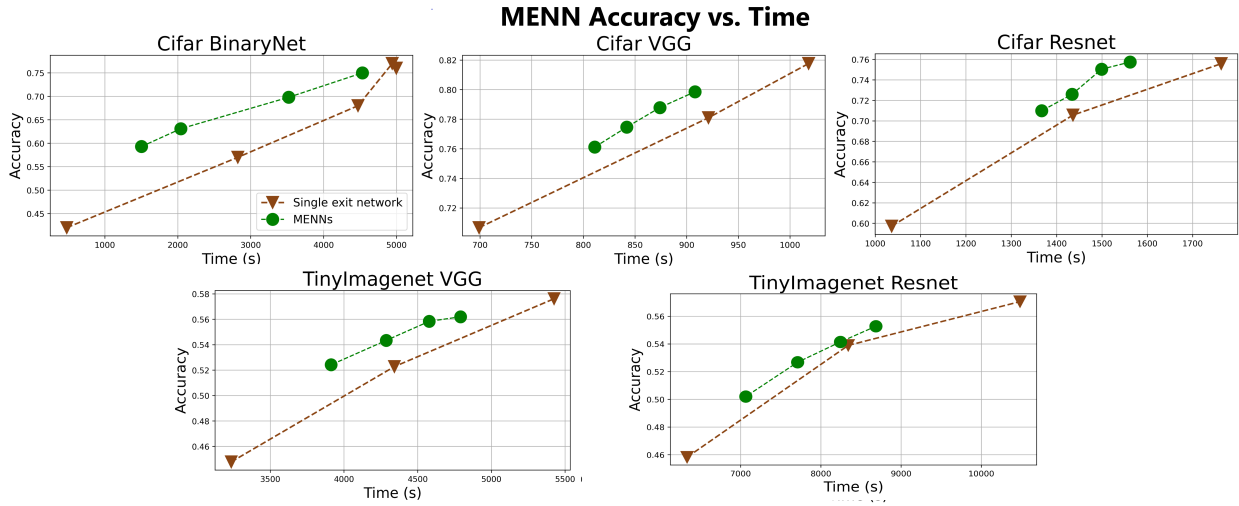 MENN Accuracy vs. Time
Cifar BinaryNet
Accuracy
0.75
0.70
0.65
0.60
0.55
0.50
0.45
Single exit network
MENNs
1000 2000 3000 4000 5000
Time (s)
Cifar VGG
Accuracy
0.82
0.80
0.78
0.76
0.74
0.72
700 750 800 850 900 950 1000
Time (s)
Cifar Resnet
Accuracy
0.76
0.74
0.72
0.70
0.68
0.66
0.64
0.62
0.60
1000 1100 1200 1300 1400 1500 1600 1700
Time (s)
TinyImagenet VGG
Accuracy
0.58
0.56
0.54
0.52
0.50
0.48
0.46
3500 4000 4500 5000 5500
Time (s)
TinyImagenet Resnet
Accuracy
0.56
0.54
0.52
0.50
0.48
0.46
7000 8000 9000 10000
Time (s)